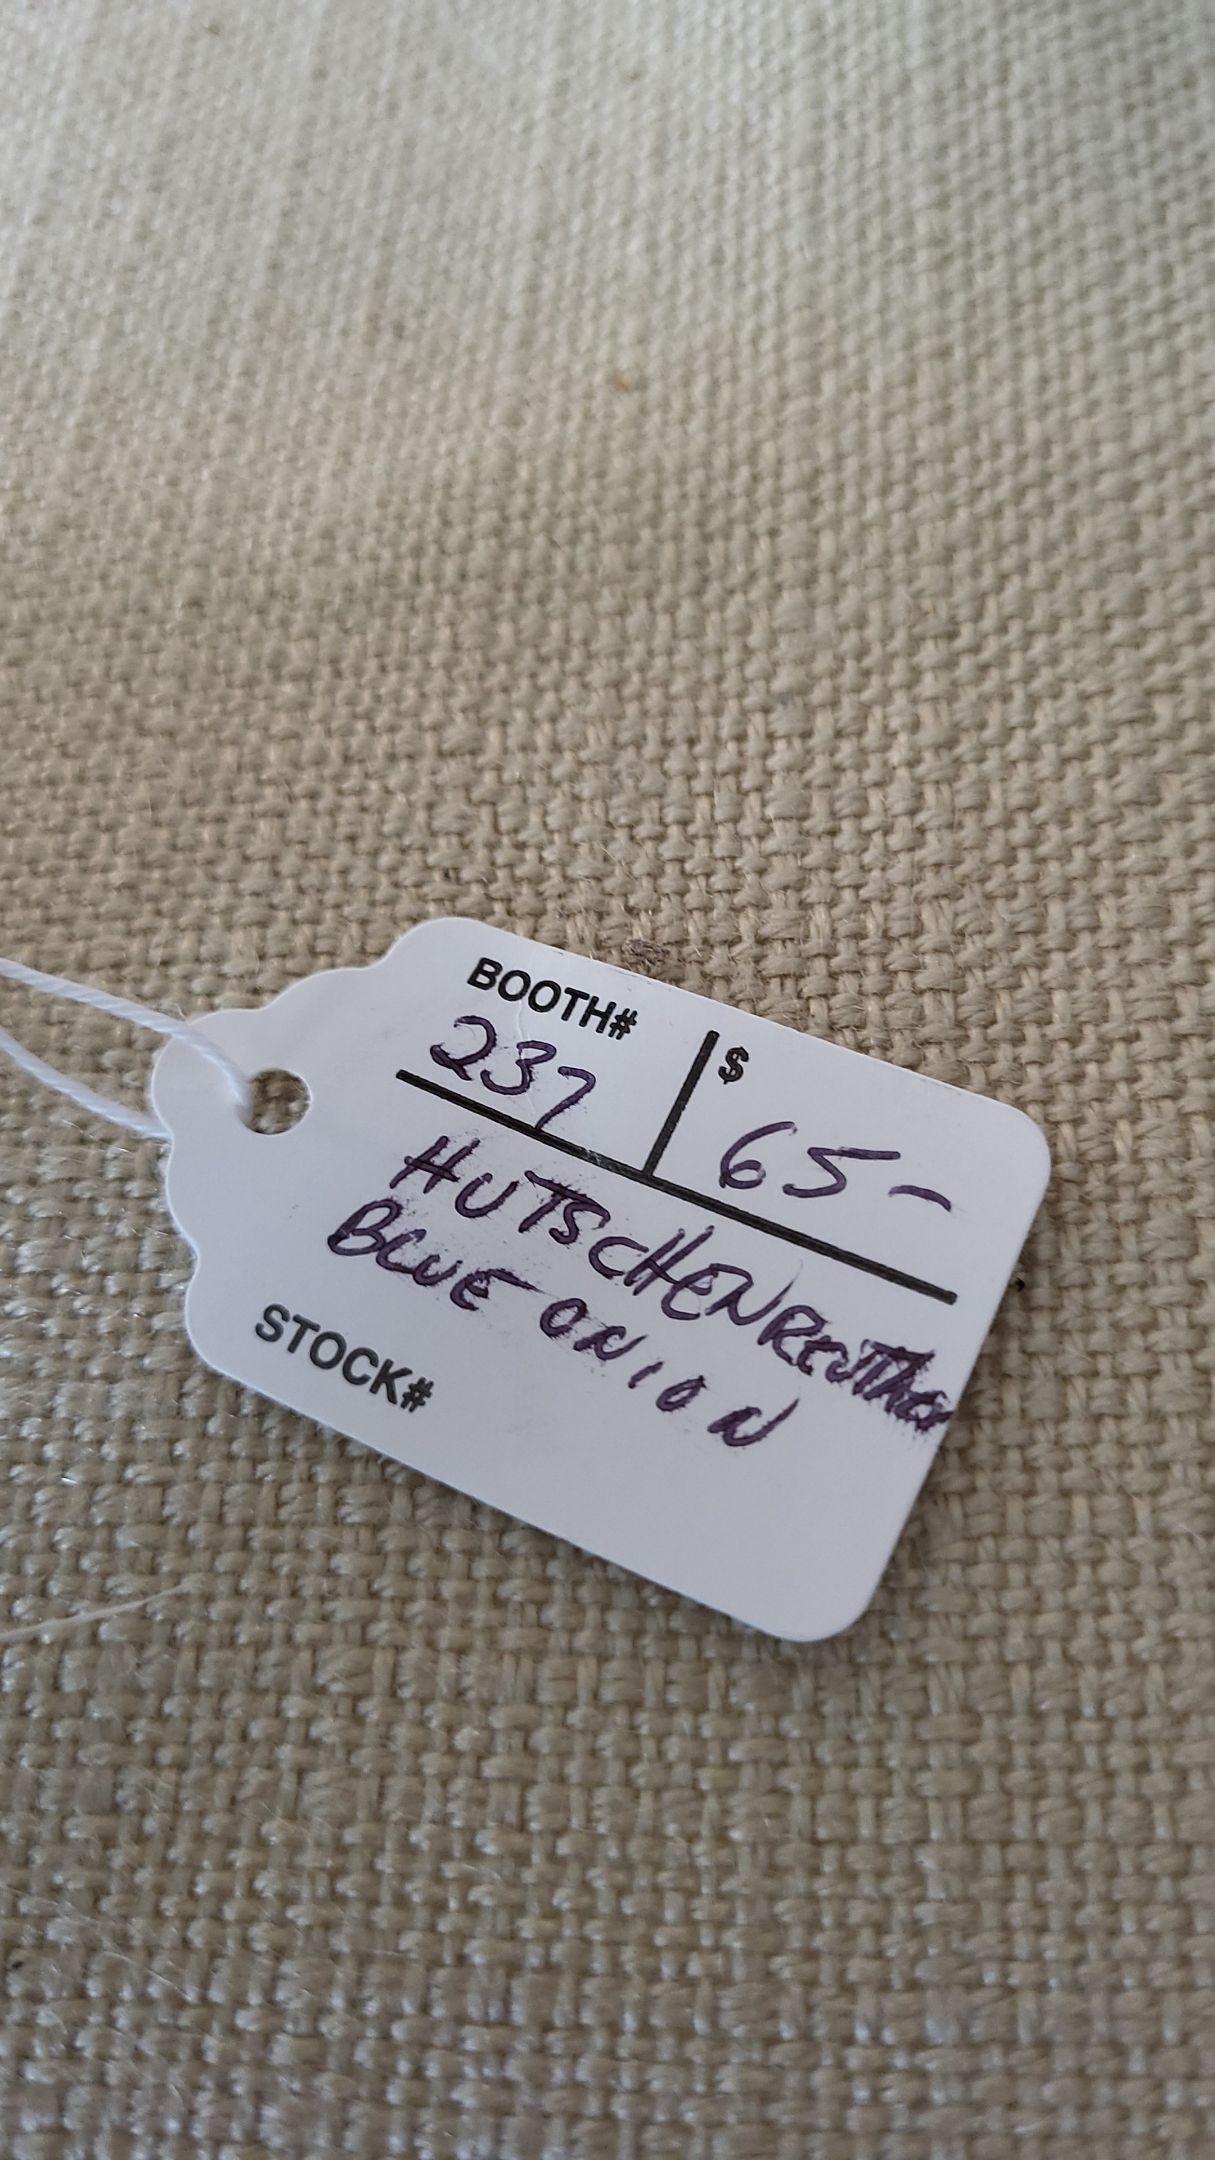 BOOTH#
$
237
65-
HUTSCHENREUTHER
BLUE ONION
STOCK#